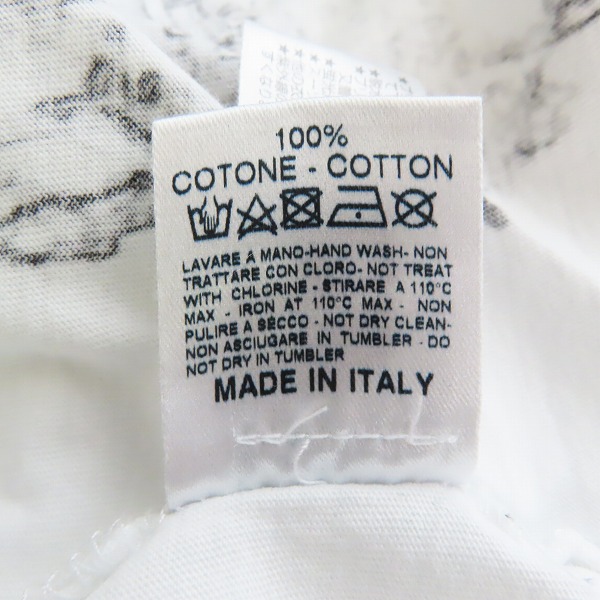 100%
COTONE - COTTON
LAVARE A MANO-HAND WASH- NON
TRATTARE CON CLORO- NOT TREAT
WITH CHLORINE - STIRARE A 110°C
MAX - IRON AT 110°C MAX - NON
PULIRE A SECCO - NOT DRY CLEAN-
NON ASCIUGARE IN TUMBLER - DO
NOT DRY IN TUMBLER
MADE IN ITALY